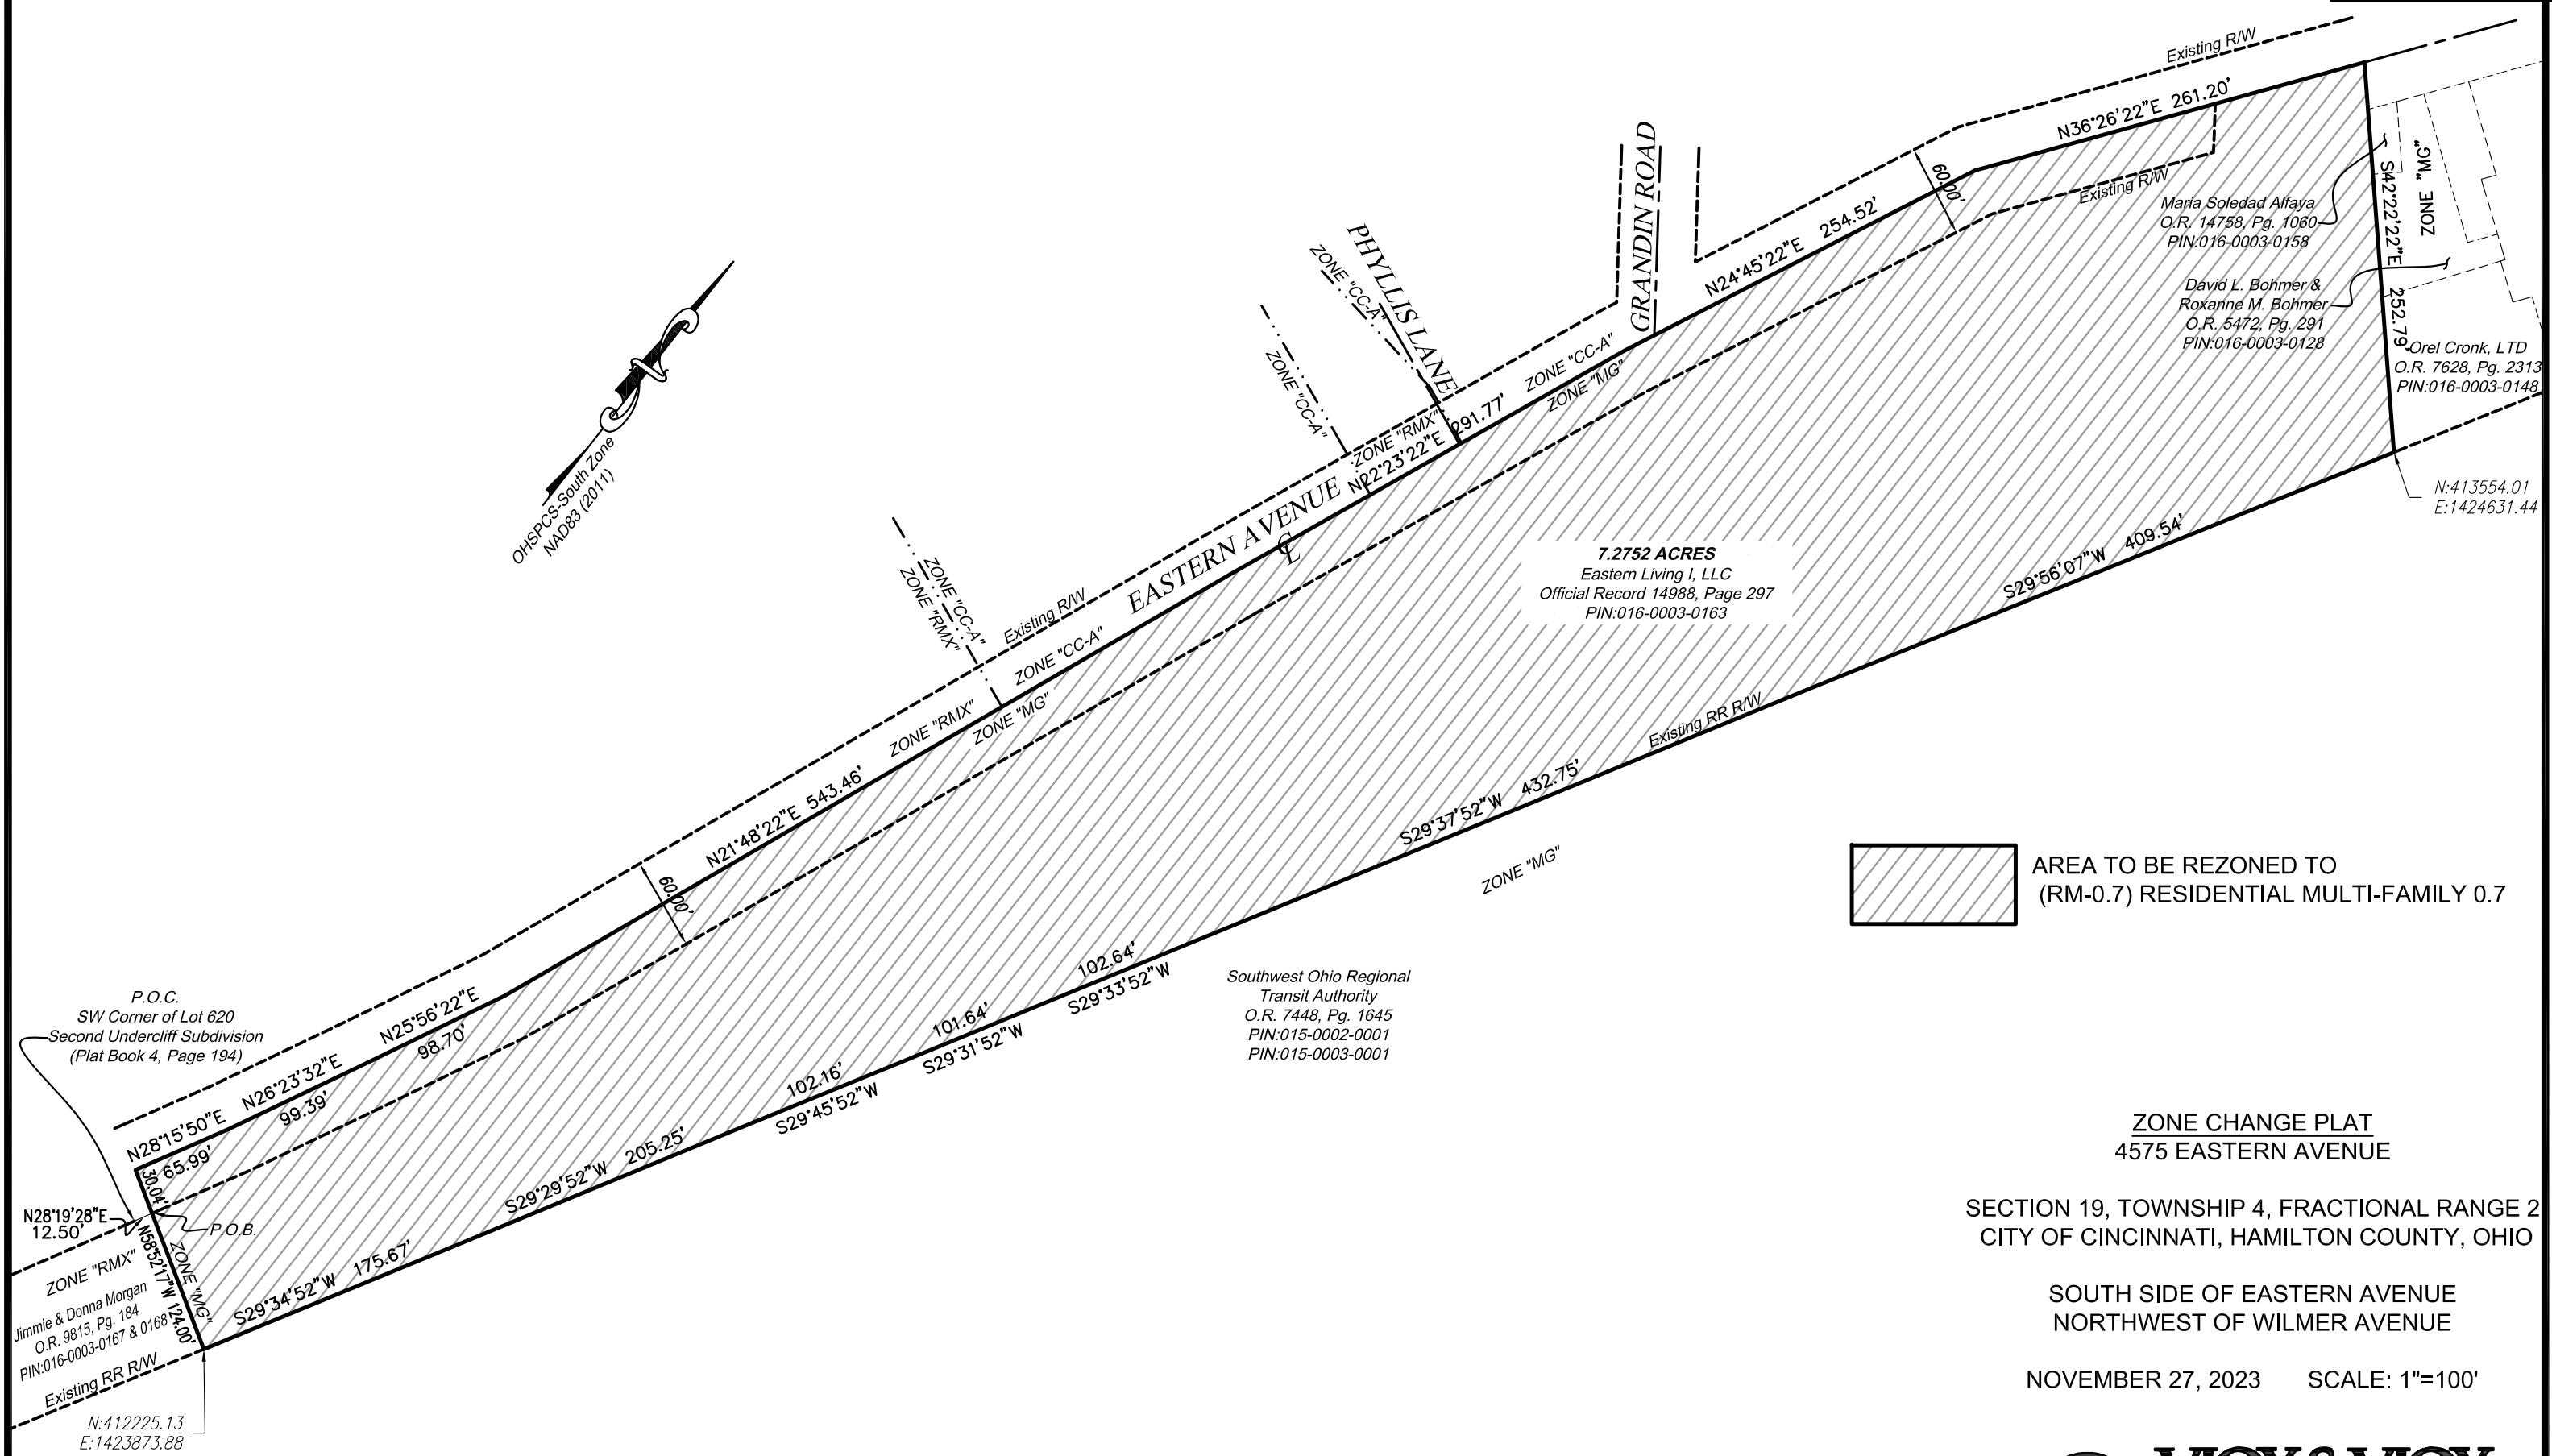 Existing R/W
N36°26'22"E 261.20'
GRANDIN ROAD
60.00'
Existing R/W
ZONE "MG"
S42°22'22"E 252.79'
Maria Soledad Alfaya
O.R. 14758, Pg. 1060
PIN:016-0003-0158
N24°45'22"E 254.52'
PHYLLIS LANE
ZONE "CC-A"
ZONE "CC-A"
David L. Bohmer &
Roxanne M. Bohmer
O.R. 5472, Pg. 291
PIN:016-0003-0128
Orel Cronk, LTD
O.R. 7628, Pg. 2313
PIN:016-0003-0148
ZONE "CC-A"
ZONE "MG"
ZONE "RMX"
N22°23'22"E 291.77'
OHSPCS-South Zone
NAD83 (2011)
N:413554.01
E:1424631.44
EASTERN AVENUE
CL
7.2752 ACRES
Eastern Living I, LLC
Official Record 14988, Page 297
PIN:016-0003-0163
S29°56'07"W 409.54'
ZONE "CC-A"
ZONE "RMX"
Existing R/W
ZONE "CC-A"
ZONE "RMX"
ZONE "MG"
Existing RR R/W
N21°48'22"E 543.46'
60.00'
S29°37'52"W 432.75'
ZONE "MG"
AREA TO BE REZONED TO
(RM-0.7) RESIDENTIAL MULTI-FAMILY 0.7
102.64'
S29°33'52"W
101.64'
S29°31'52"W
102.16'
S29°45'52"W
Southwest Ohio Regional
Transit Authority
O.R. 7448, Pg. 1645
PIN:015-0002-0001
PIN:015-0003-0001
P.O.C.
SW Corner of Lot 620
Second Undercliff Subdivision
(Plat Book 4, Page 194)
N25°56'22"E
98.70'
N26°23'32"E
99.39'
N28°15'50"E
65.99'
30.04'
N28°19'28"E
12.50'
P.O.B.
S29°29'52"W 205.25'
S29°34'52"W 175.67'
ZONE "MG"
N58°52'17"W 124.00'
ZONE "RMX"
Jimmie & Donna Morgan
O.R. 9815, Pg. 184
PIN:016-0003-0167 & 0168
Existing RR R/W
N:412225.13
E:1423873.88
ZONE CHANGE PLAT
4575 EASTERN AVENUE
SECTION 19, TOWNSHIP 4, FRACTIONAL RANGE 2
CITY OF CINCINNATI, HAMILTON COUNTY, OHIO
SOUTH SIDE OF EASTERN AVENUE
NORTHWEST OF WILMER AVENUE
NOVEMBER 27, 2023 SCALE: 1"=100'